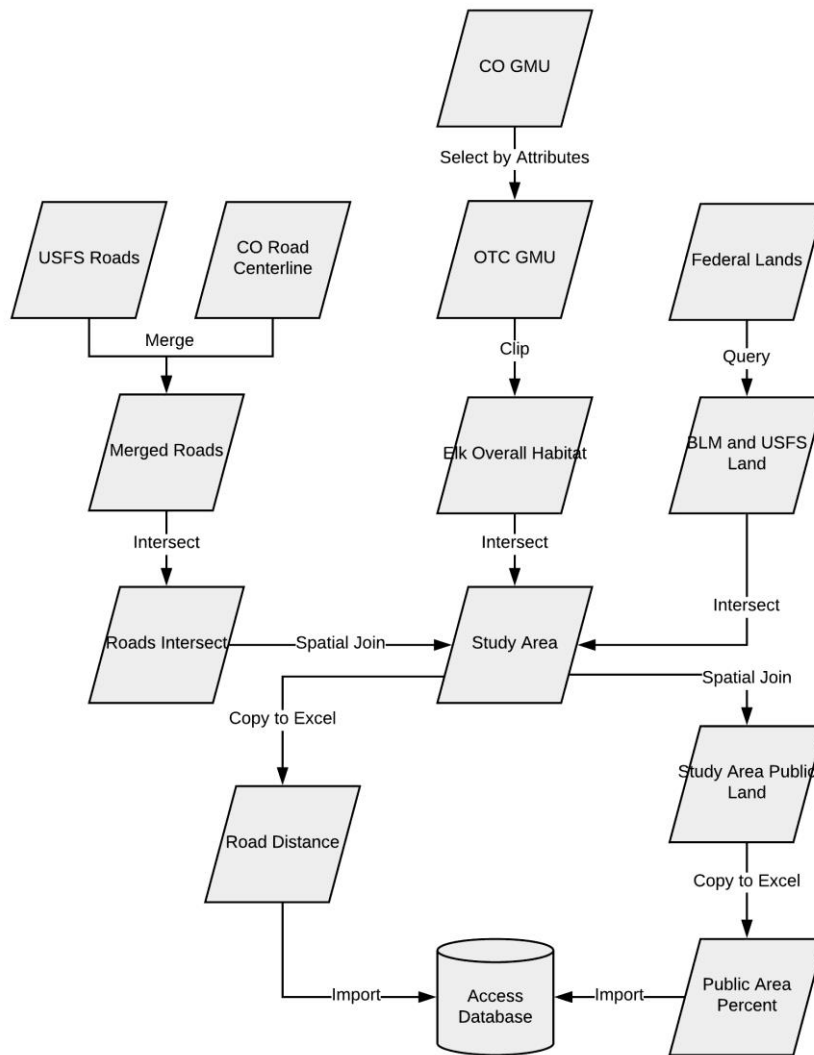 CO GMU
Select by Attributes
USFS Roads
CO Road
Centerline
OTC GMU
Federal Lands
Merge
Clip
Query
Merged Roads
Elk Overall Habitat
BLM and USFS
Land
Intersect
Intersect
Intersect
Roads Intersect
Spatial Join
Study Area
Spatial Join
Copy to Excel
Study Area Public
Land
Road Distance
Copy to Excel
Import
Access
Database
Import
Public Area
Percent